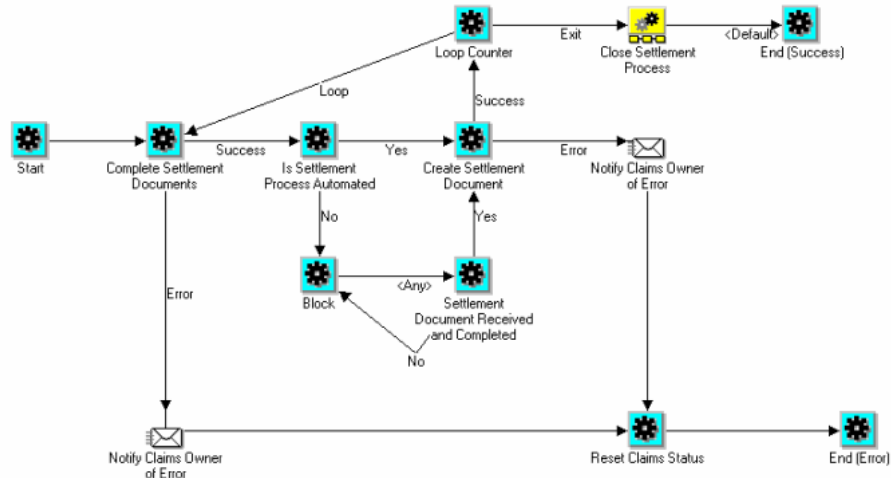 Loop Counter
Exit
Close Settlement
Process
<Default>
End (Success)
Loop
Success
Start
Complete Settlement
Documents
Success
Is Settlement
Process Automated
Yes
Create Settlement
Document
Error
Notify Claims Owner
of Error
No
Yes
Error
Block
<Any>
Settlement
Document Received
and Completed
No
Notify Claims Owner
of Error
Reset Claims Status
End (Error)